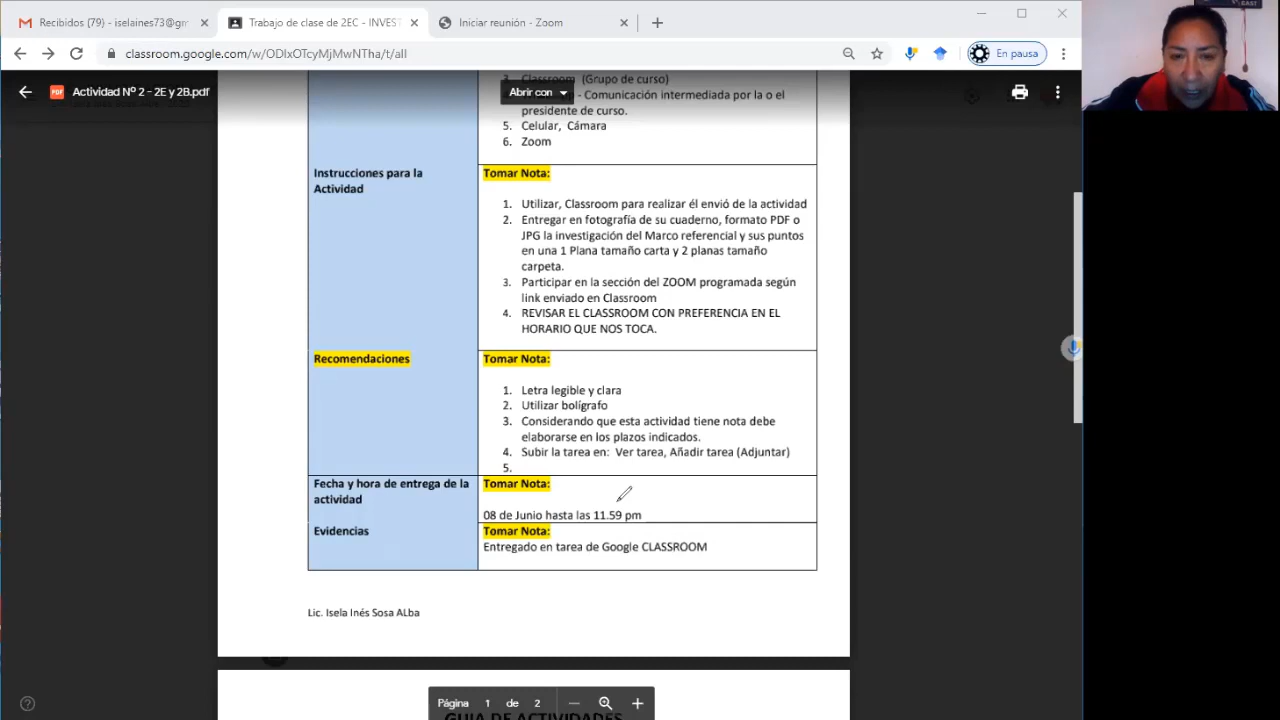 Recibidos (79) - iselaines73@gm
Trabajo de clase de 2EC - INVEST
Iniciar reunión - Zoom
classroom.google.com/w/ODIxOTcyMjMwNTha/t/all
En pausa
Actividad Nº 2 - 2E y 2B.pdf
Abrir con
3. Classroom (Grupo de curso)
- Comunicación intermediada por la o el
presidente de curso.
5. Celular, Cámara
6. Zoom
Instrucciones para la
Actividad
Tomar Nota:
1. Utilizar, Classroom para realizar él envió de la actividad
2. Entregar en fotografía de su cuaderno, formato PDF o
JPG la investigación del Marco referencial y sus puntos
en una 1 Plana tamaño carta y 2 planas tamaño
carpeta.
3. Participar en la sección del ZOOM programada según
link enviado en Classroom
4. REVISAR EL CLASSROOM CON PREFERENCIA EN EL
HORARIO QUE NOS TOCA.
Recomendaciones
Tomar Nota:
1. Letra legible y clara
2. Utilizar bolígrafo
3. Considerando que esta actividad tiene nota debe
elaborarse en los plazos indicados.
4. Subir la tarea en: Ver tarea, Añadir tarea (Adjuntar)
5.
Fecha y hora de entrega de la
actividad
Tomar Nota:
08 de Junio hasta las 11.59 pm
Evidencias
Tomar Nota:
Entregado en tarea de Google CLASSROOM
Lic. Isela Inés Sosa ALba
Página 1 de 2
GUIA DE ACTIVIDADES